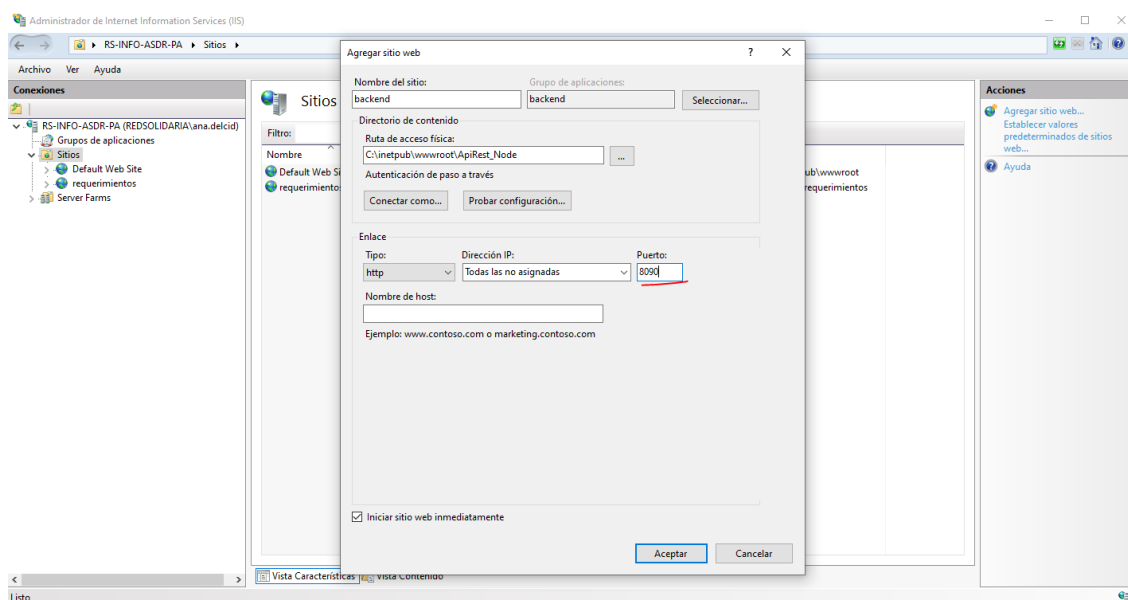 Administrador de Internet Information Services (IIS)
RS-INFO-ASDR-PA
Sitios
Archivo Ver Ayuda
Conexiones
RS-INFO-ASDR-PA (REDSOLIDARIA\ana.delcid)
Grupos de aplicaciones
Sitios
Default Web Site
requerimientos
Server Farms
Sitios
Filtro:
Nombre
Default Web Si
requerimiento
ub\wwwroot
requerimientos
Agregar sitio web
?
Nombre del sitio:
Grupo de aplicaciones:
backend
backend
Seleccionar...
Directorio de contenido
Ruta de acceso física:
C:\inetpub\wwwroot\ApiRest_Node
...
Autenticación de paso a través
Conectar como...
Probar configuración...
Enlace
Tipo:
Dirección IP:
Puerto:
http
Todas las no asignadas
8090
Nombre de host:
Ejemplo: www.contoso.com o marketing.contoso.com
Iniciar sitio web inmediatamente
Aceptar
Cancelar
Acciones
Agregar sitio web...
Establecer valores
predeterminados de sitios
web...
Ayuda
Vista Características
Vista Contenido
Listo